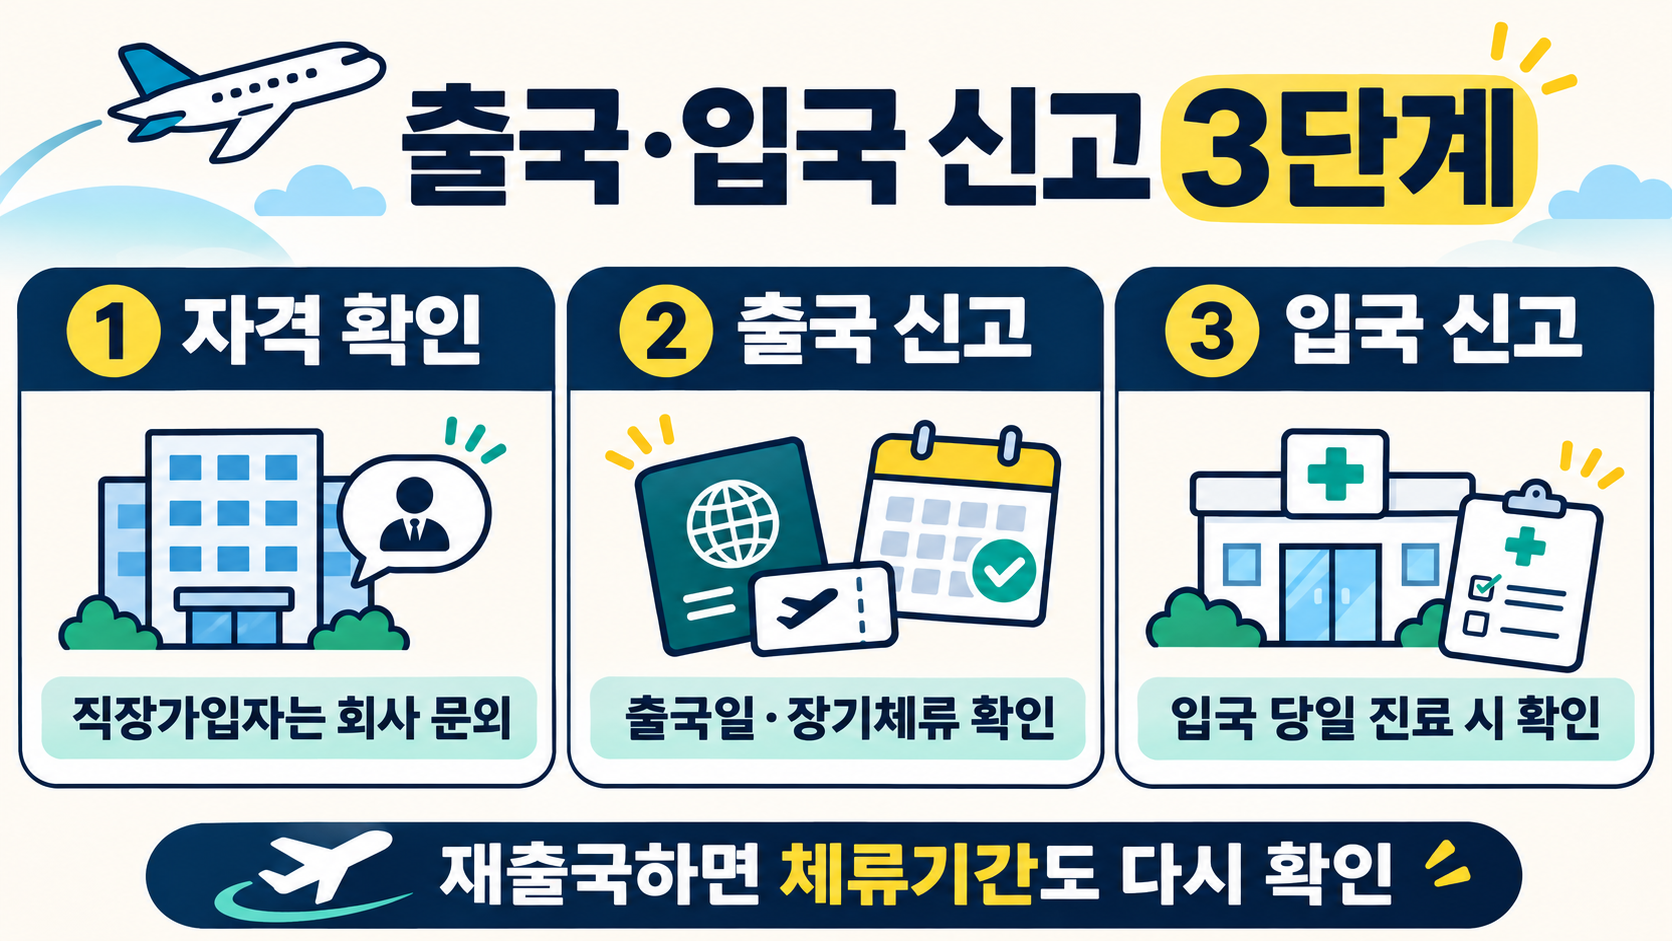 출국·입국 신고 3단계
1 자격 확인
직장가입자는 회사 문외
2 출국 신고
출국일·장기체류 확인
3 입국 신고
입국 당일 진료 시 확인
재출국하면 체류기간도 다시 확인